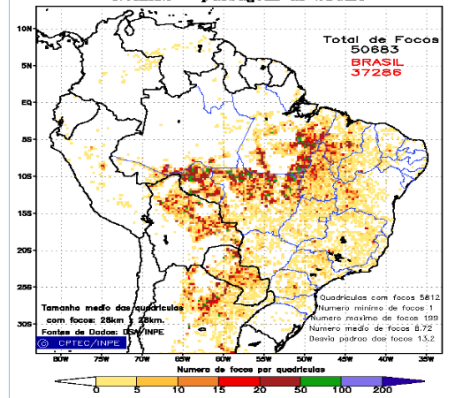 Total de Focos
50683
BRASIL
37286
10N
5N
EQ
5S
10S
15S
20S
25S
30S
Tamanho medio das quadriculas
com focos: 28km x 28km.
Fontes de Dados: DSA/INPE
© CPTEC/INPE
Quadriculas com focos 5812
Numero minimo de focos 1
Numero maximo de focos 199
Numero medio de focos 8.72
Desvio padrao dos focos 13.2
80W 75W 70W 65W 60W 55W 50W 45W 40W 35W
Numero de focos por quadriculas
0 5 10 15 20 50 100 200